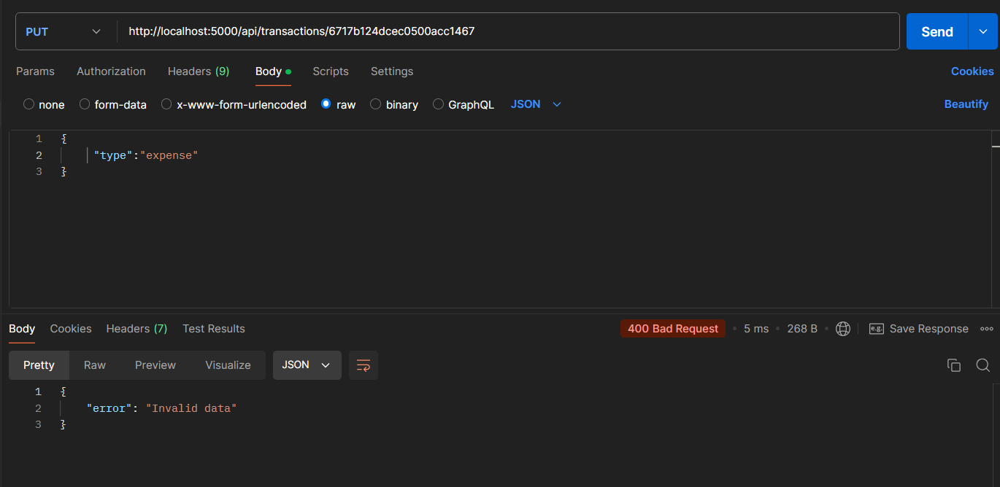 PUT http://localhost:5000/api/transactions/6717b124dcec0500acc1467 Send
Params Authorization Headers (9) Body Scripts Settings Cookies
none form-data x-www-form-urlencoded raw binary GraphQL JSON Beautify
1 {
2 "type":"expense"
3 }
Body Cookies Headers (7) Test Results 400 Bad Request 5 ms 268 B e.g. Save Response
Pretty Raw Preview Visualize JSON
1 {
2 "error": "Invalid data"
3 }